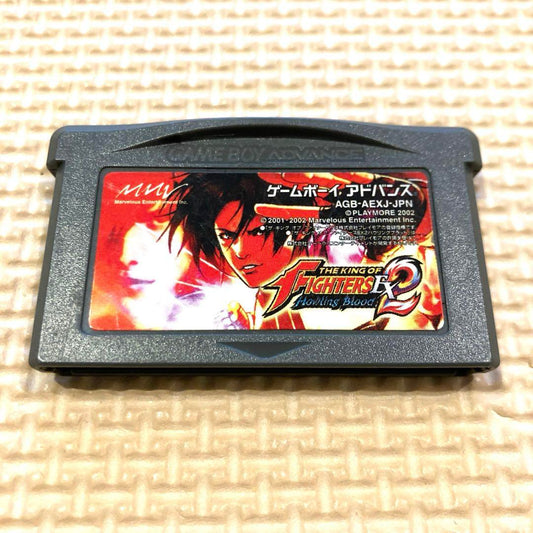 GAME BOY ADVANCE
MMV
Marvelous Entertainment Inc.
ゲームボーイ アドバンス
AGB-AEXJ-JPN
©PLAYMORE 2002
© 2001-2002 Marvelous Entertainment Inc.
THE KING OF
FIGHTERS EX2
Howling Blood